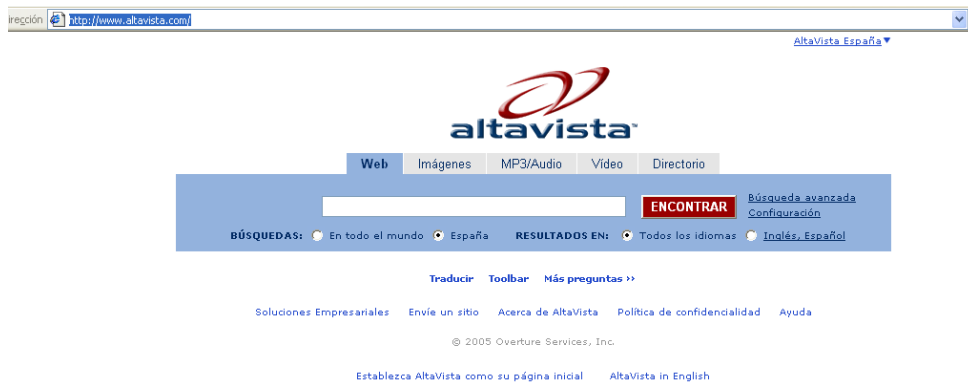 irección http://www.altavista.com/
AltaVista España
altavista™
Web Imágenes MP3/Audio Vídeo Directorio
ENCONTRAR Búsqueda avanzada
Configuración
BÚSQUEDAS: En todo el mundo España RESULTADOS EN: Todos los idiomas Inglés, Español
Traducir Toolbar Más preguntas ››
Soluciones Empresariales Envíe un sitio Acerca de AltaVista Política de confidencialidad Ayuda
© 2005 Overture Services, Inc.
Establezca AltaVista como su página inicial AltaVista in English